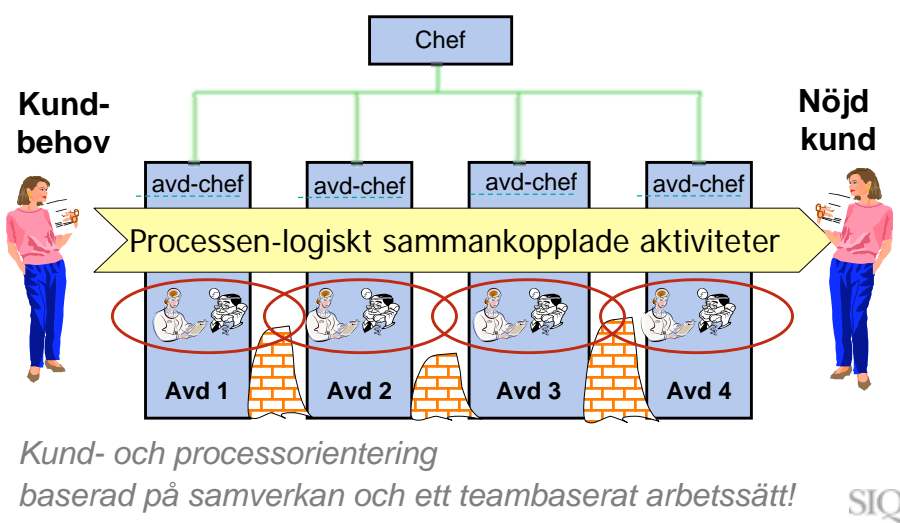 Chef
Kund-
behov
Nöjd
kund
avd-chef
avd-chef
avd-chef
avd-chef
Processen-logiskt sammankopplade aktiviteter
Avd 1
Avd 2
Avd 3
Avd 4
Kund- och processorientering
baserad på samverkan och ett teambaserat arbetssätt!
SIQ